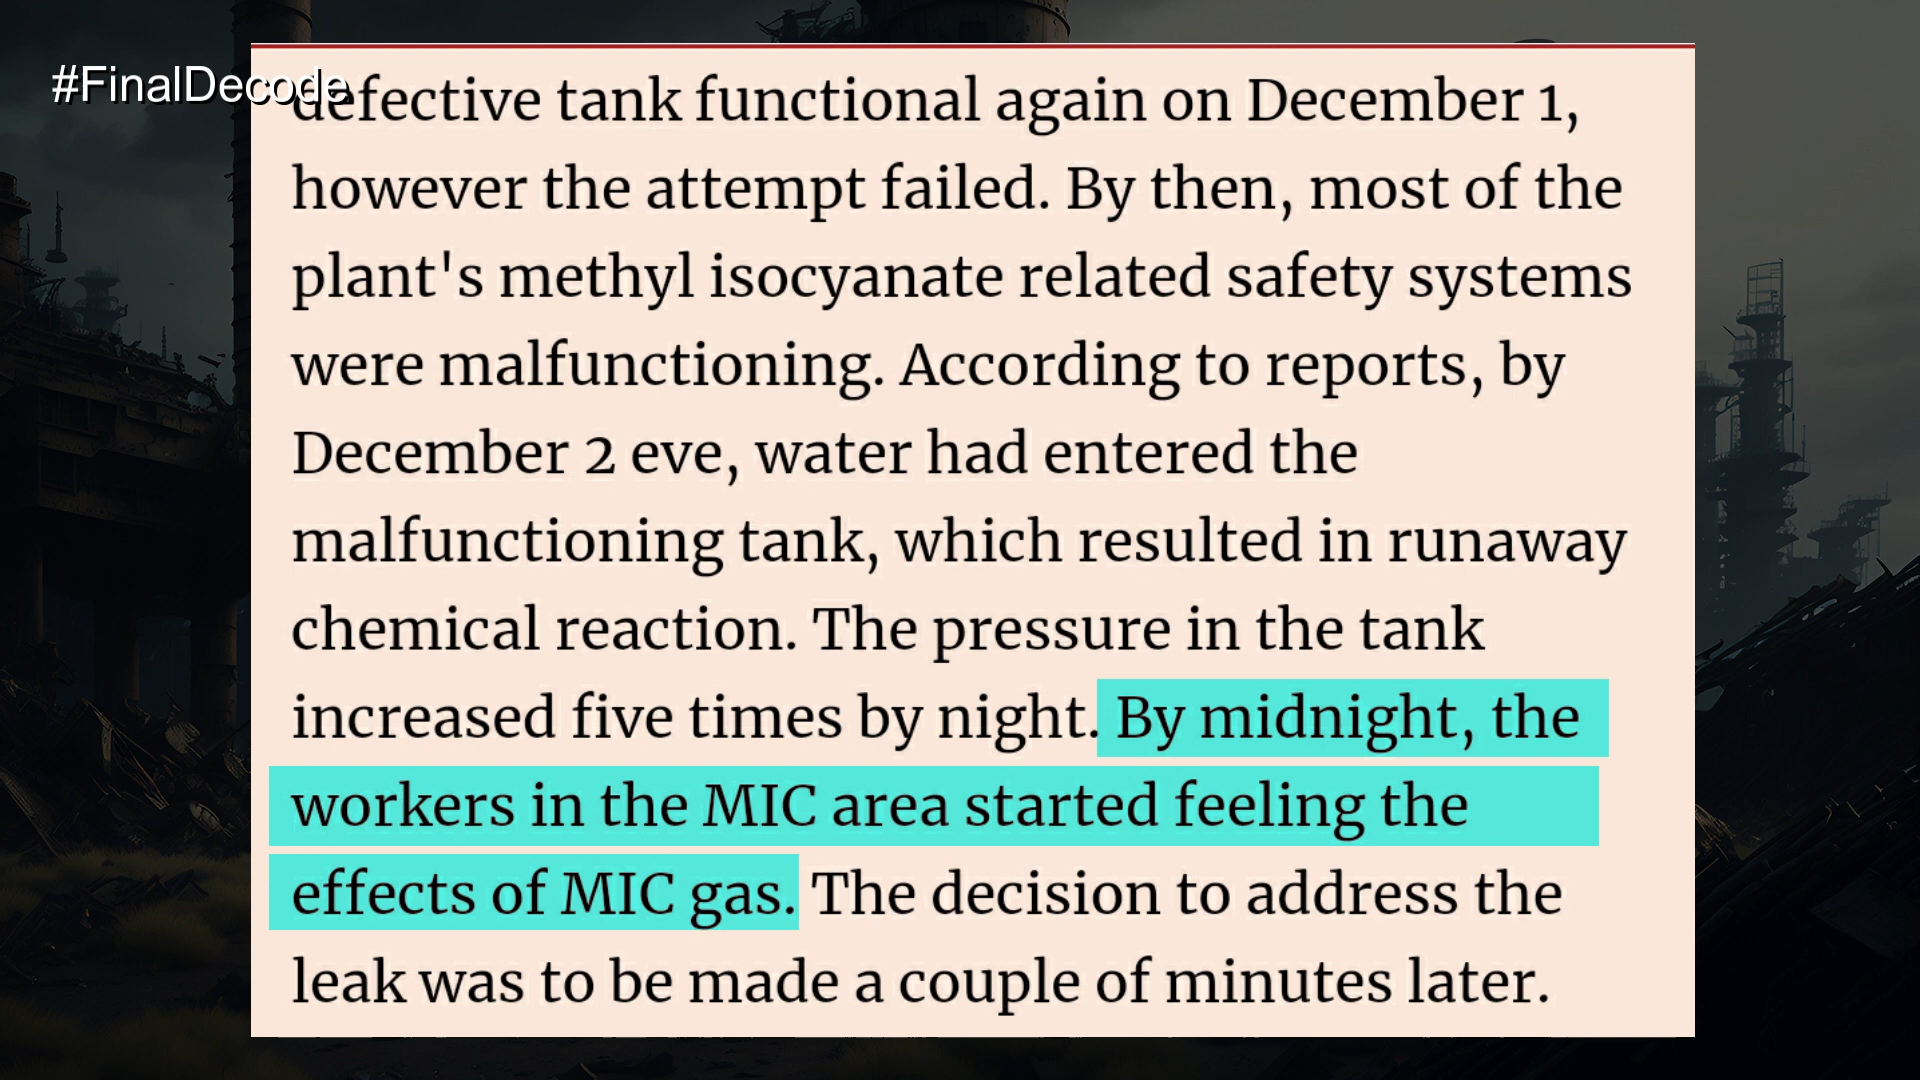 #FinalDecode
defective tank functional again on December 1,
however the attempt failed. By then, most of the
plant's methyl isocyanate related safety systems
were malfunctioning. According to reports, by
December 2 eve, water had entered the
malfunctioning tank, which resulted in runaway
chemical reaction. The pressure in the tank
increased five times by night. By midnight, the
workers in the MIC area started feeling the
effects of MIC gas. The decision to address the
leak was to be made a couple of minutes later.